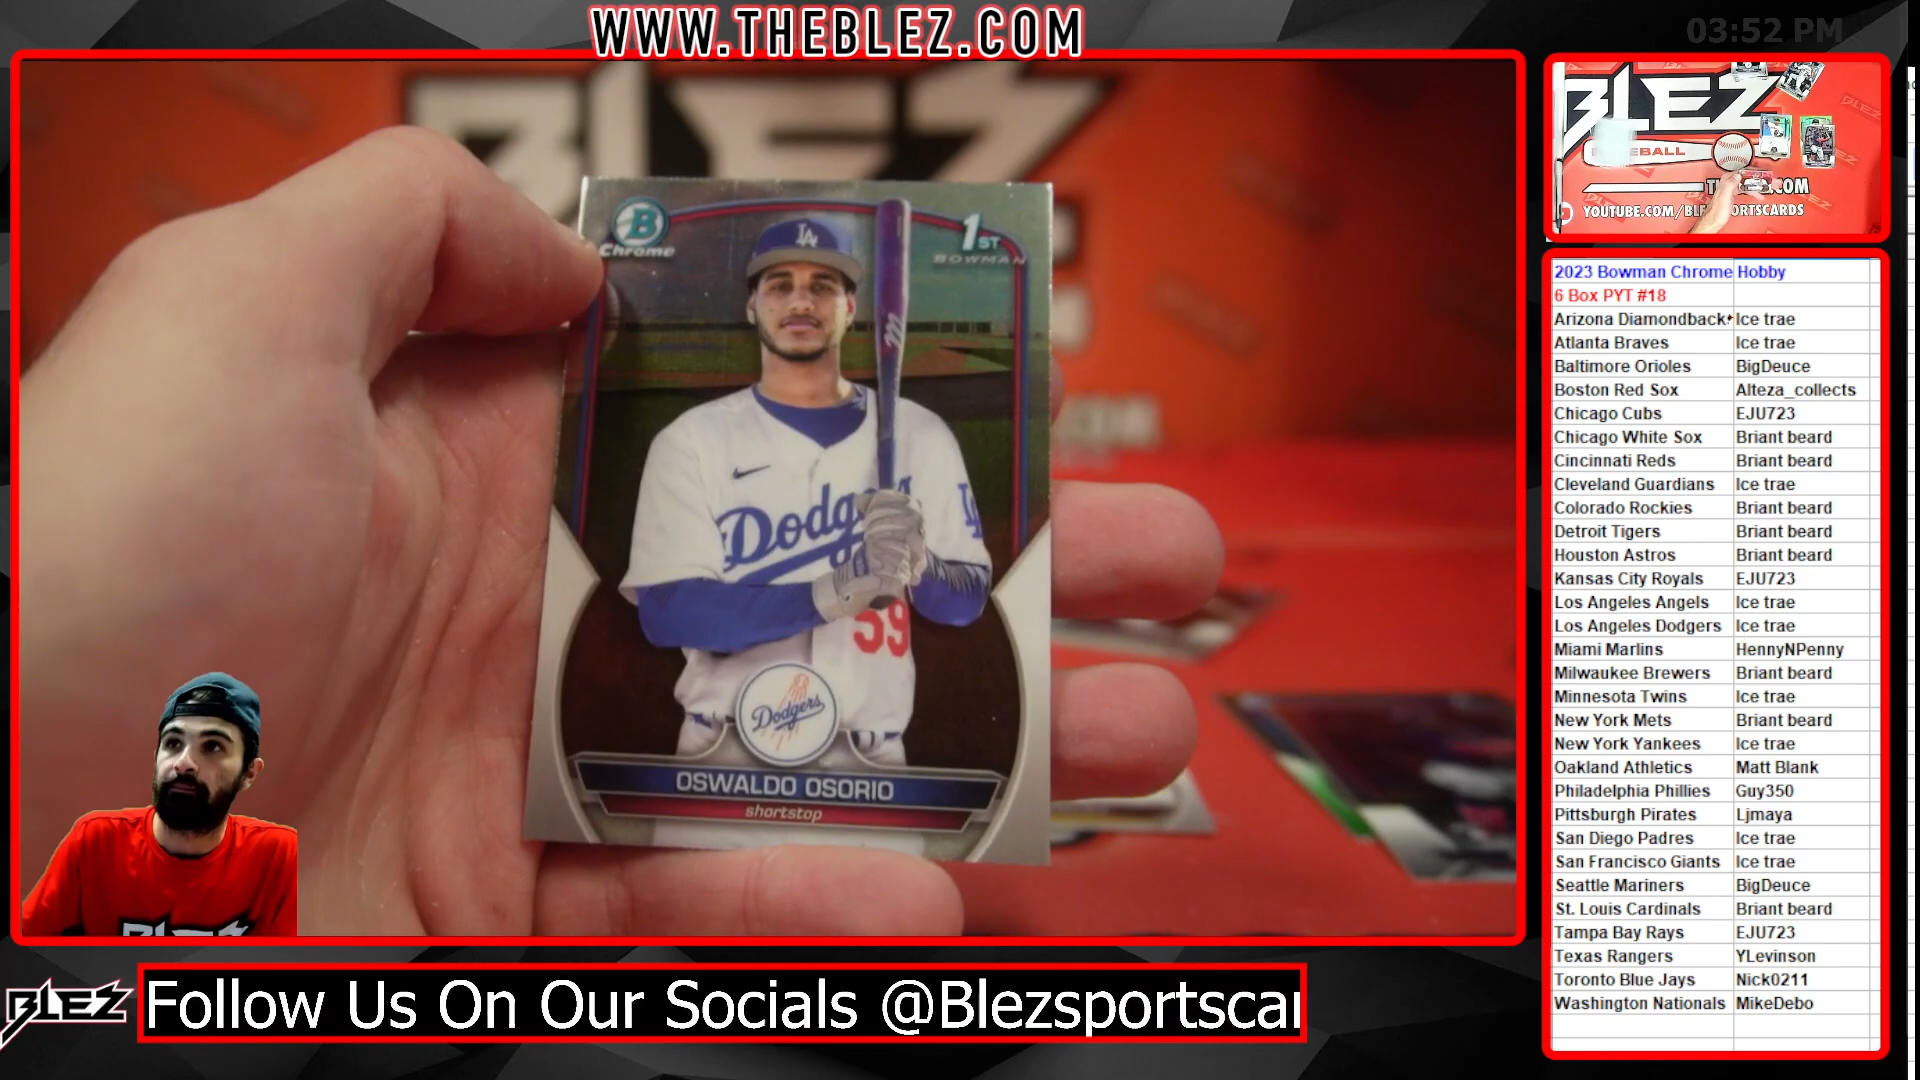 WWW.THEBLEZ.COM
03:52 PM
BLEZ
B
Chrome
1ST
BOWMAN
LA
Dodg
LA
59
Dodgers
OSWALDO OSORIO
shortstop
BLEZ
BLEZ
YOUTUBE.COM/BL
ORTSCARDS
2023 Bowman Chrome Hobby
6 Box PYT #18
Arizona Diamondback Ice trae
Atlanta Braves Ice trae
Baltimore Orioles BigDeuce
Boston Red Sox Alteza_collects
Chicago Cubs EJU723
Chicago White Sox Briant beard
Cincinnati Reds Briant beard
Cleveland Guardians Ice trae
Colorado Rockies Briant beard
Detroit Tigers Briant beard
Houston Astros Briant beard
Kansas City Royals EJU723
Los Angeles Angels Ice trae
Los Angeles Dodgers Ice trae
Miami Marlins HennyNPenny
Milwaukee Brewers Briant beard
Minnesota Twins Ice trae
New York Mets Briant beard
New York Yankees Ice trae
Oakland Athletics Matt Blank
Philadelphia Phillies Guy350
Pittsburgh Pirates Ljmaya
San Diego Padres Ice trae
San Francisco Giants Ice trae
Seattle Mariners BigDeuce
St. Louis Cardinals Briant beard
Tampa Bay Rays EJU723
Texas Rangers YLevinson
Toronto Blue Jays Nick0211
Washington Nationals MikeDebo
BLEZ
Follow Us On Our Socials @Blezsportscar